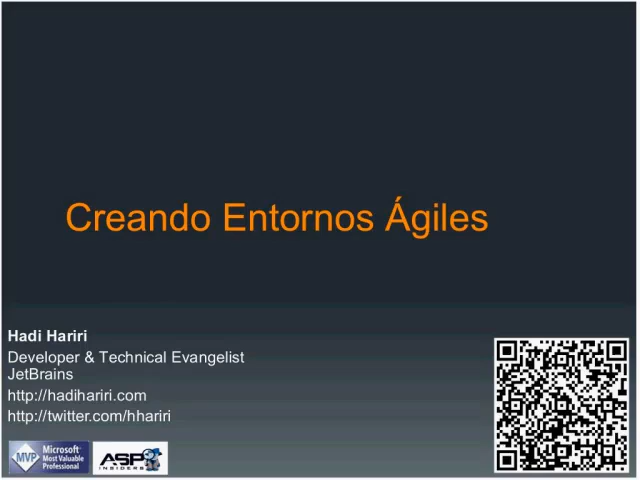 Creando Entornos Ágiles
Hadi Hariri
Developer & Technical Evangelist
JetBrains
http://hadihariri.com
http://twitter.com/hhariri
MVP
Microsoft®
Most Valuable
Professional
ASP
INSIDERS